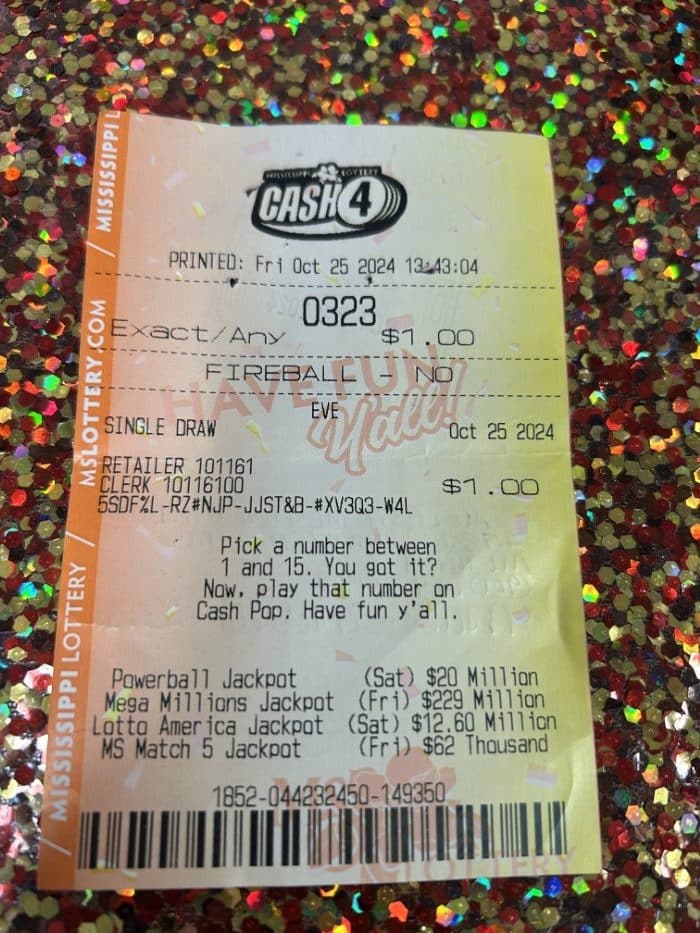 MISSISSIPPI LOTTERY
CASH 4
PRINTED: Fri Oct 25 2024 13:43:04
0323
Exact/Any $1.00
FIREBALL - NO
HAVE FUN
Y'all!
EVE
SINGLE DRAW Oct 25 2024
RETAILER 101161
CLERK 10116100 $1.00
5SDF%L-RZ#NJP-JJST&B-#XV3Q3-W4L
Pick a number between
1 and 15. You got it?
Now, play that number on
Cash Pop. Have fun y'all.
Powerball Jackpot (Sat) $20 Million
Mega Millions Jackpot (Fri) $229 Million
Lotto America Jackpot (Sat) $12.60 Million
MS Match 5 Jackpot (Fri) $62 Thousand
1852-044232450-149350
LOTTERY
MISSISSIPPI LOTTERY / MSLOTTERY.COM / MISSISSIPPI L